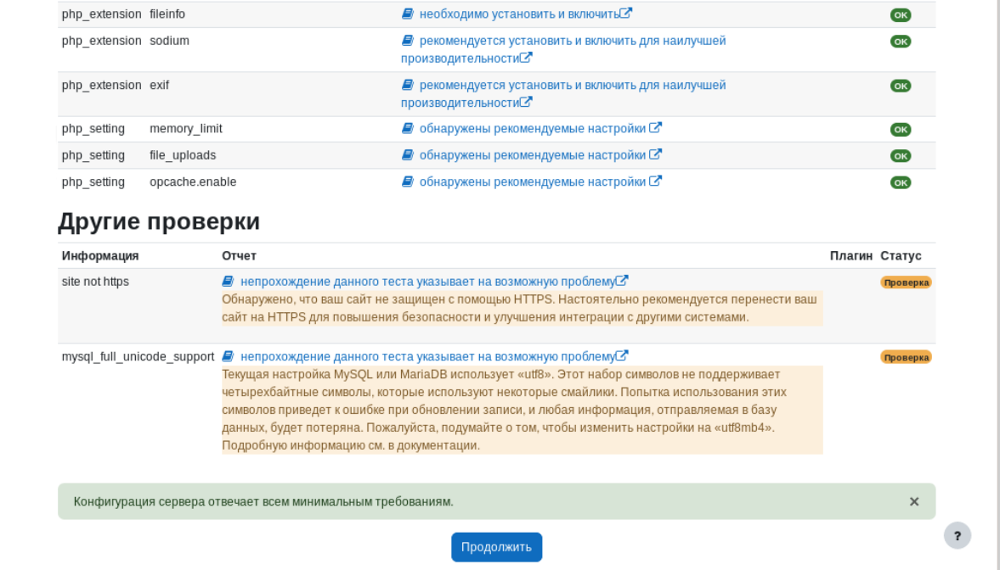 php_extension fileinfo необходимо установить и включить OK
php_extension sodium рекомендуется установить и включить для наилучшей OK
производительности
php_extension exif рекомендуется установить и включить для наилучшей OK
производительности
php_setting memory_limit обнаружены рекомендуемые настройки OK
php_setting file_uploads обнаружены рекомендуемые настройки OK
php_setting opcache.enable обнаружены рекомендуемые настройки OK
Другие проверки
Информация Отчет Плагин Статус
site not https непрохождение данного теста указывает на возможную проблему Проверка
Обнаружено, что ваш сайт не защищен с помощью HTTPS. Настоятельно рекомендуется перенести ваш
сайт на HTTPS для повышения безопасности и улучшения интеграции с другими системами.
mysql_full_unicode_support непрохождение данного теста указывает на возможную проблему Проверка
Текущая настройка MySQL или MariaDB использует «utf8». Этот набор символов не поддерживает
четырехбайтные символы, которые используют некоторые смайлики. Попытка использования этих
символов приведет к ошибке при обновлении записи, и любая информация, отправляемая в базу
данных, будет потеряна. Пожалуйста, подумайте о том, чтобы изменить настройки на «utf8mb4».
Подробную информацию см. в документации.
Конфигурация сервера отвечает всем минимальным требованиям. ×
?
Продолжить